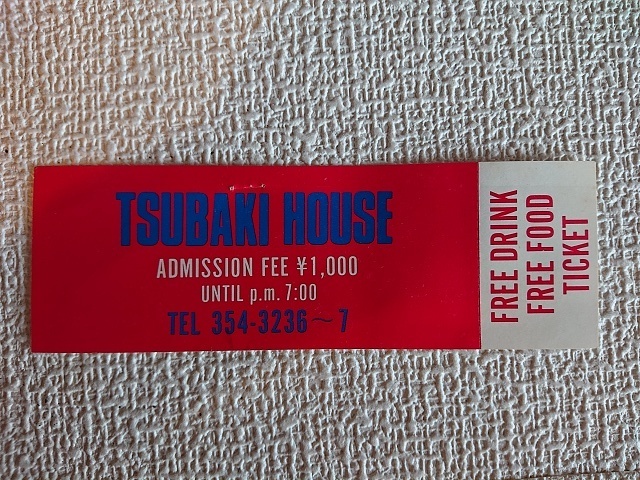 TSUBAKI HOUSE
ADMISSION FEE ¥1,000
UNTIL p.m. 7:00
TEL 354-3236～7
FREE DRINK
FREE FOOD
TICKET